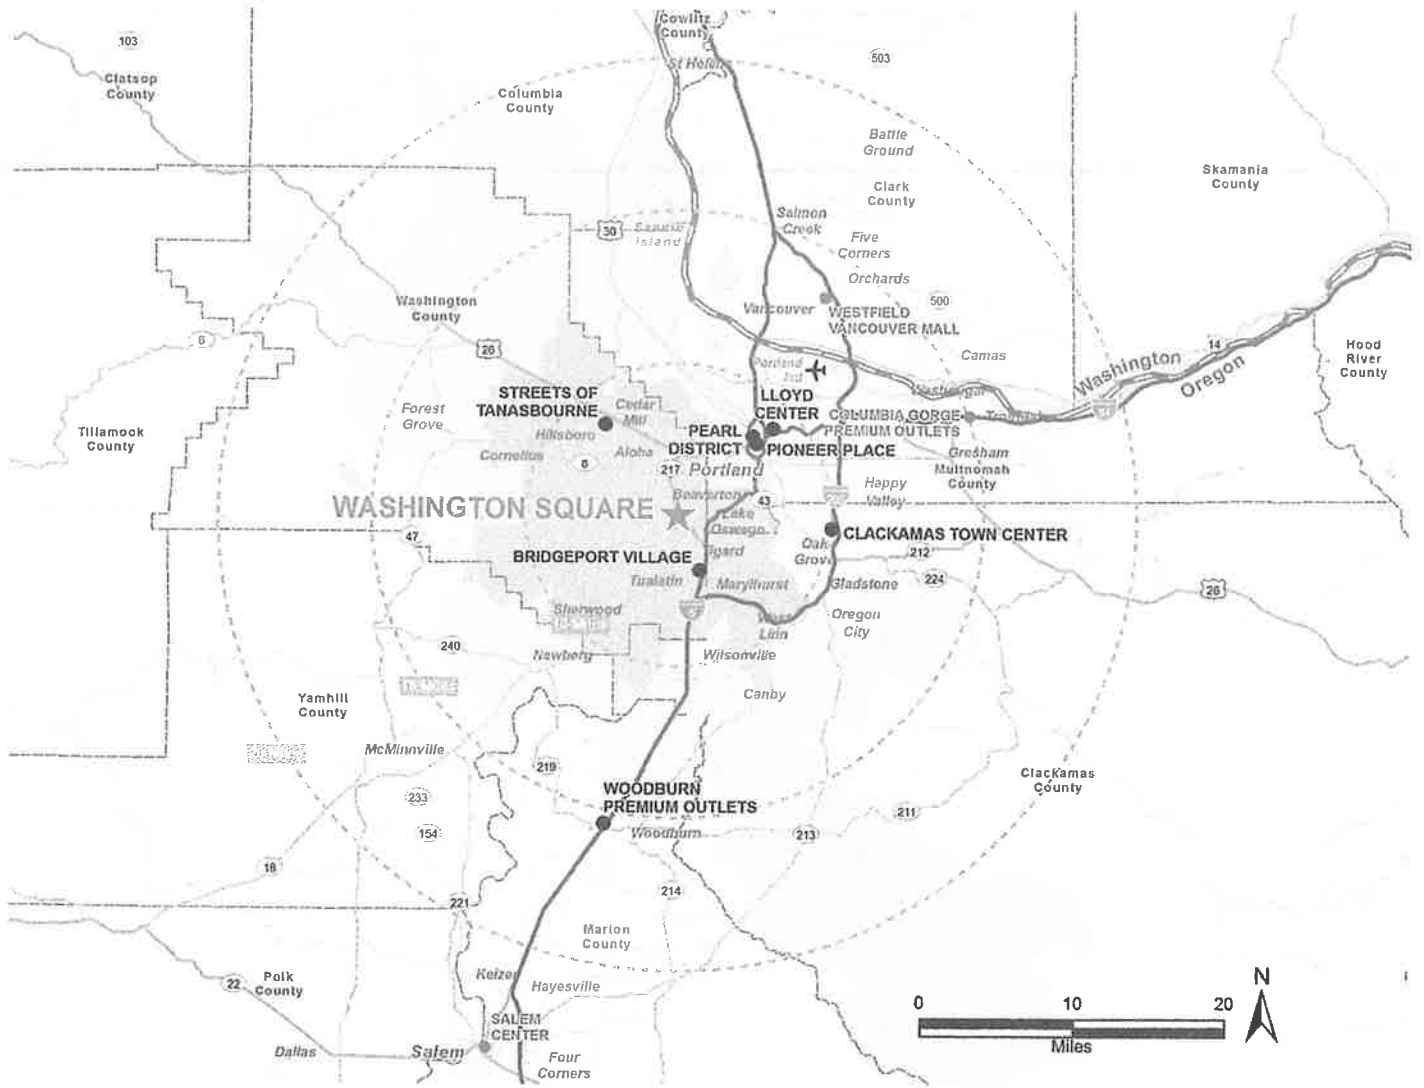 Cowlitz
County
103
503
St Helens
Clatsop
County
Columbia
County
Battle
Ground
Skamania
County
Clark
County
Salmon
Creek
30
Sauvie
Island
Five
Corners
Orchards
Washington
County
500
Vancouver
WESTFIELD
VANCOUVER MALL
6
26
14
Hood
River
County
Camas
Washington
Oregon
Portland
Intl
STREETS OF
TANASBOURNE
LLOYD
CENTER
Washougal
Cedar
Mill
Forest
Grove
COLUMBIA GORGE
PREMIUM OUTLETS
Troutdale
Tillamook
County
Hillsboro
PEARL
DISTRICT
PIONEER PLACE
Cornelius
8
Aloha
217
Portland
Gresham
Multnomah
County
Happy
Valley
Beaverton
43
WASHINGTON SQUARE
Lake
Oswego
47
CLACKAMAS TOWN CENTER
BRIDGEPORT VILLAGE
Tigard
Oak
Grove
212
Tualatin
Marylhurst
Gladstone
224
26
Sherwood
West
Linn
Oregon
City
240
Newberg
Wilsonville
Canby
Yamhill
County
McMinnville
219
Clackamas
County
WOODBURN
PREMIUM OUTLETS
233
154
Woodburn
213
211
18
221
214
Marion
County
Polk
County
22
Keizer
Hayesville
N
0 10 20
Miles
SALEM
CENTER
Dallas
Salem
Four
Corners